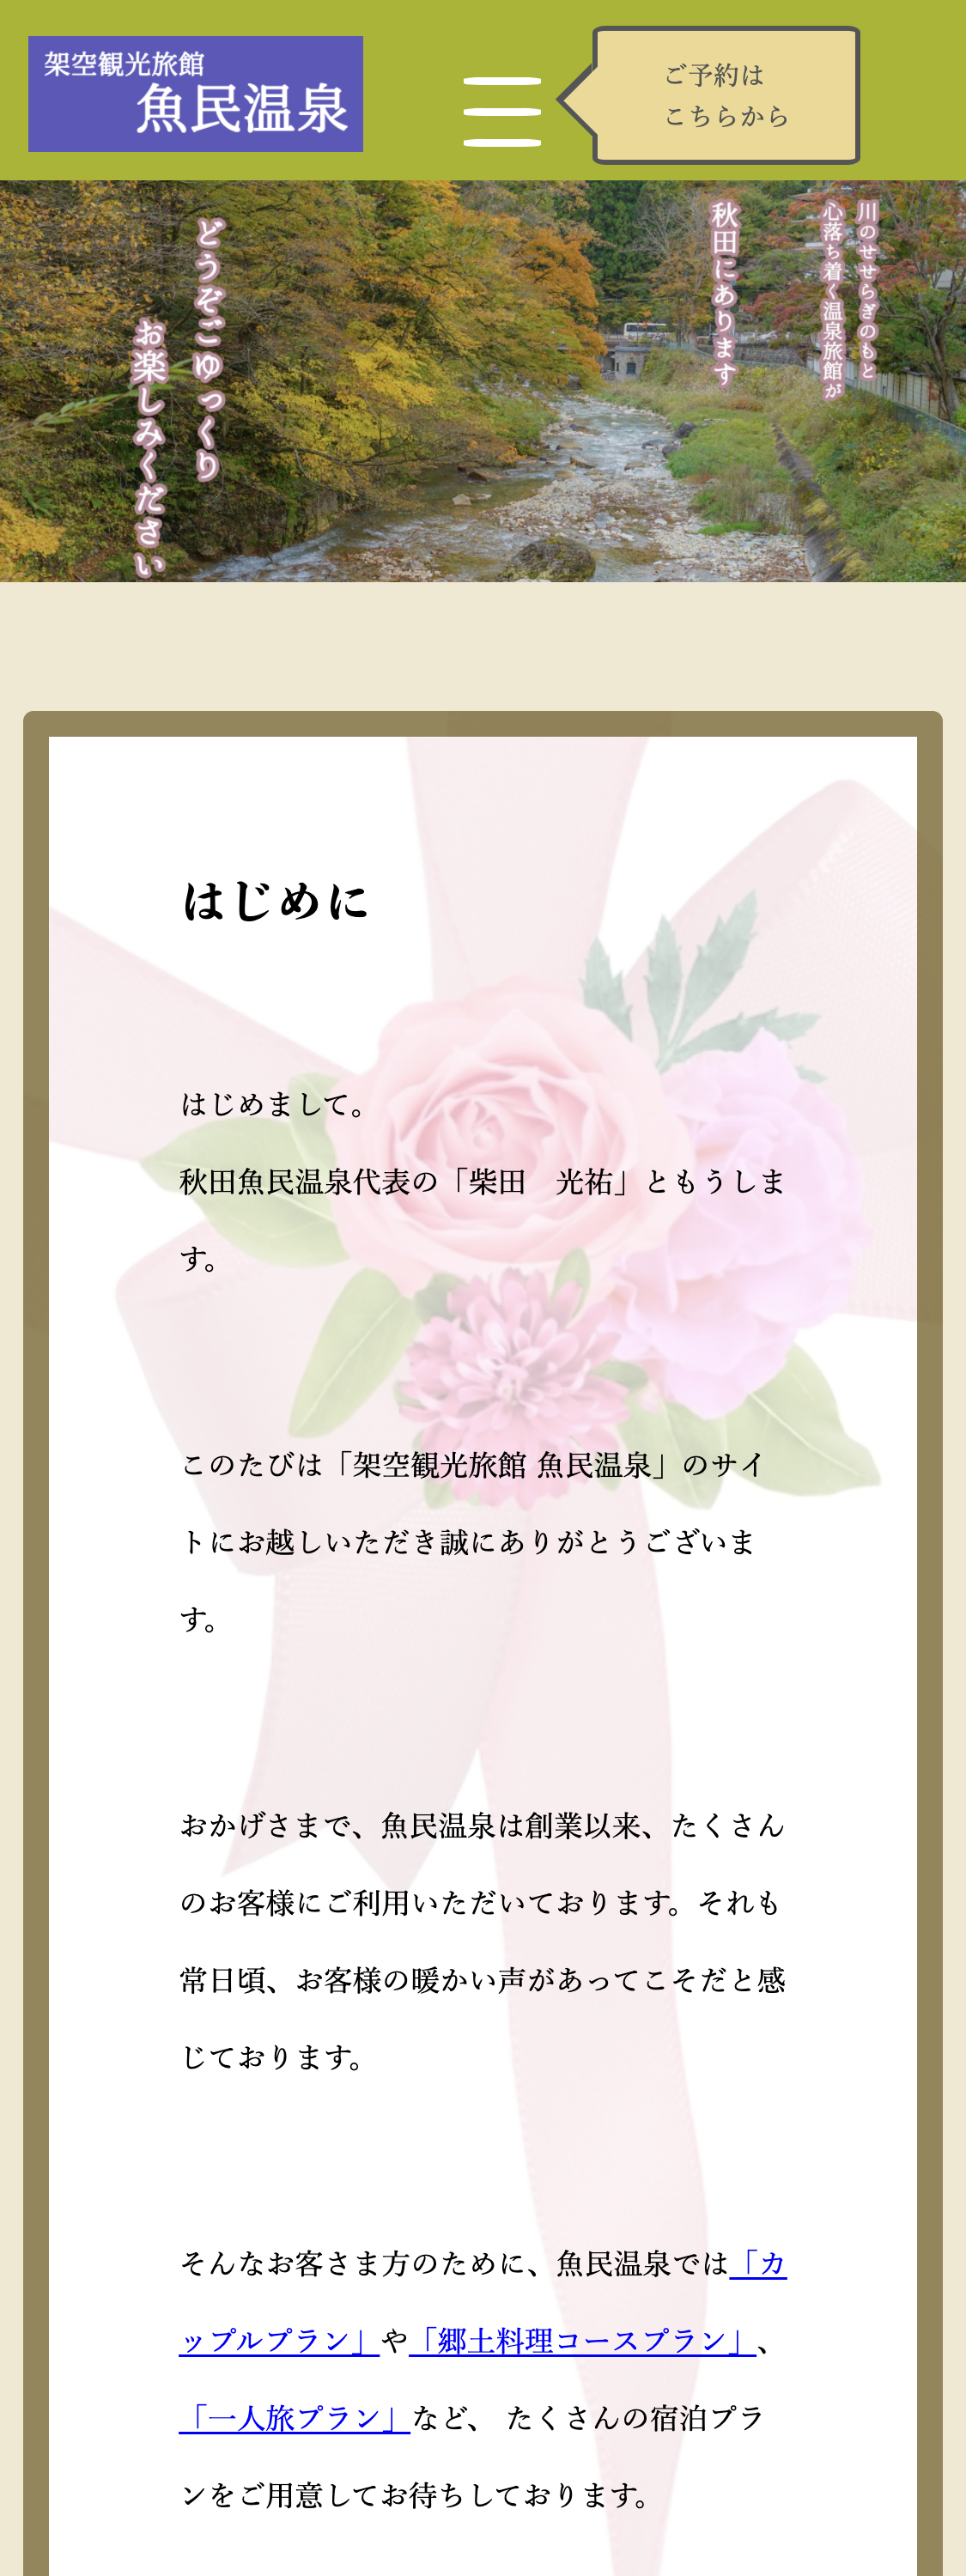 架空観光旅館
魚民温泉
ご予約は
こちらから
川のせせらぎのもと
心落ち着く温泉旅館が
秋田にあります
どうぞごゆっくり
お楽しみください
はじめに
はじめまして。
秋田魚民温泉代表の「柴田　光祐」ともうしま
す。
このたびは「架空観光旅館 魚民温泉」のサイ
トにお越しいただき誠にありがとうございま
す。
おかげさまで、魚民温泉は創業以来、たくさん
のお客様にご利用いただいております。それも
常日頃、お客様の暖かい声があってこそだと感
じております。
そんなお客さま方のために、魚民温泉では「カ
ップルプラン」や「郷土料理コースプラン」、
「一人旅プラン」など、 たくさんの宿泊プラ
ンをご用意してお待ちしております。